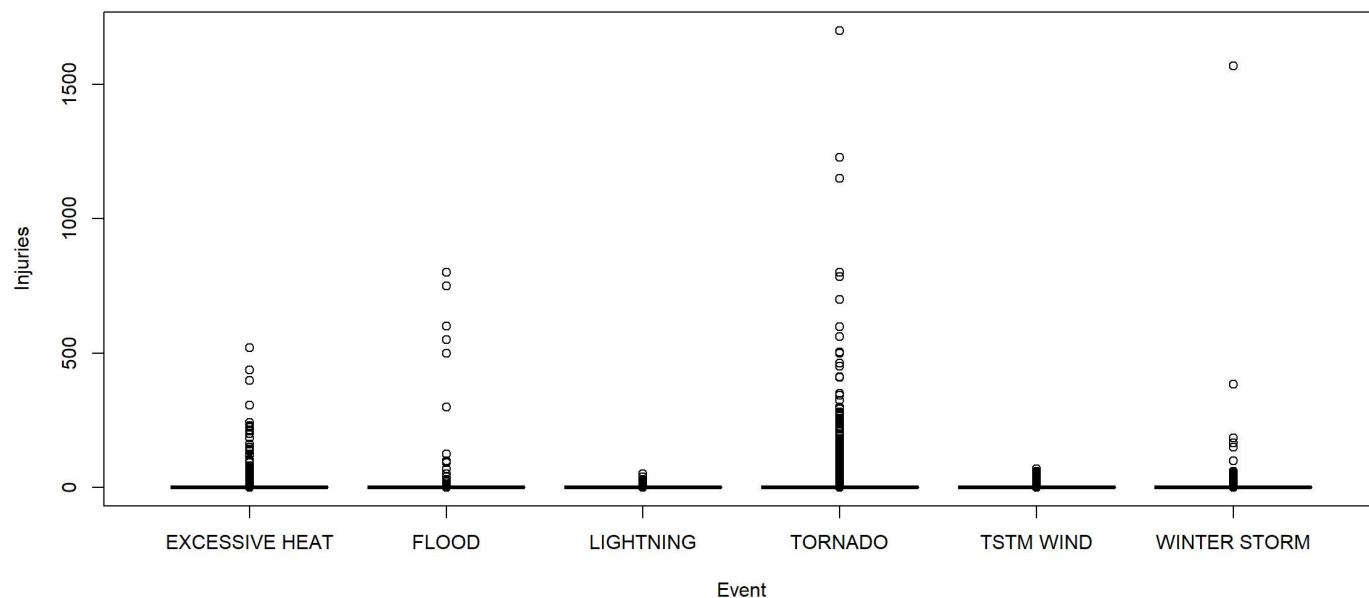 1500
1000
500
0
Injuries
EXCESSIVE HEAT
FLOOD
LIGHTNING
TORNADO
TSTM WIND
WINTER STORM
Event